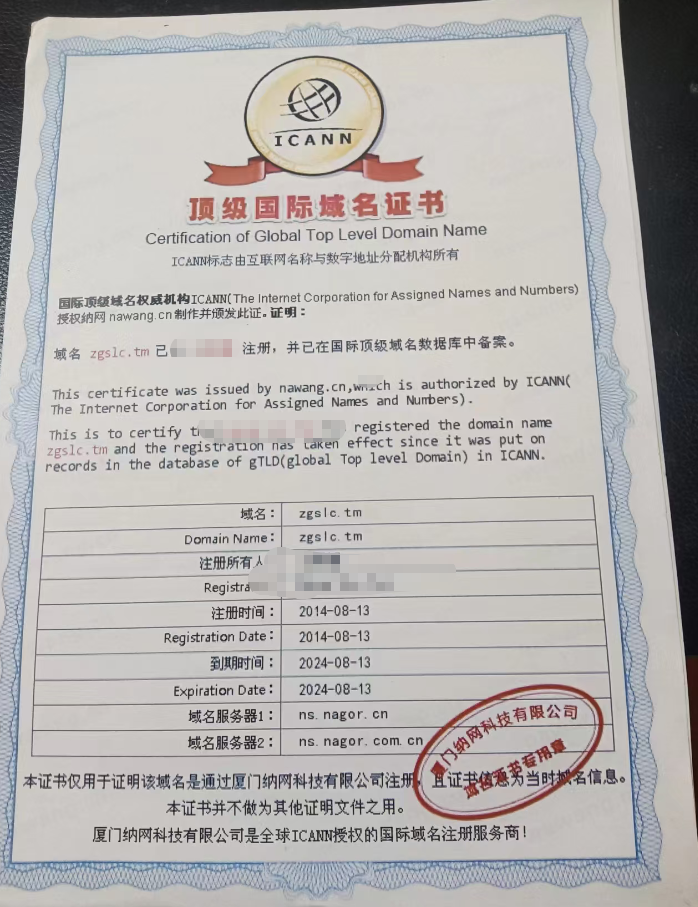 ICANN
顶级国际域名证书
Certification of Global Top Level Domain Name
ICANN标志由互联网名称与数字地址分配机构所有
国际顶级域名权威机构ICANN(The Internet Corporation for Assigned Names and Numbers)
授权纳网 nawang.cn 制作并颁发此证。证明：
域名 zgslc.tm 已 注册，并已在国际顶级域名数据库中备案。
This certificate was issued by nawang.cn,which is authorized by ICANN(
The Internet Corporation for Assigned Names and Numbers).
This is to certify registered the domain name
zgslc.tm and the registration has taken effect since it was put on
records in the database of gTLD(global Top level Domain) in ICANN.
域名： zgslc.tm
Domain Name: zgslc.tm
注册所有人
Registra
注册时间： 2014-08-13
Registration Date: 2014-08-13
到期时间： 2024-08-13
Expiration Date: 2024-08-13
域名服务器1： ns.nagor.cn
域名服务器2： ns.nagor.com.cn
厦门纳网科技有限公司
域名证书专用章
本证书仅用于证明该域名是通过厦门纳网科技有限公司注册，且证书信息为当时域名信息。
本证书并不做为其他证明文件之用。
厦门纳网科技有限公司是全球ICANN授权的国际域名注册服务商！